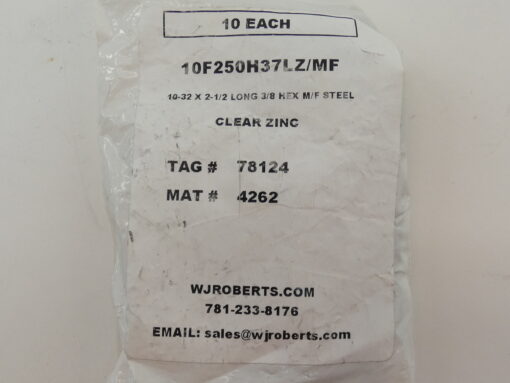 10 EACH
10F250H37LZ/MF
10-32 X 2-1/2 LONG 3/8 HEX M/F STEEL
CLEAR ZINC
TAG # 78124
MAT # 4262
WJROBERTS.COM
781-233-8176
EMAIL: sales@wjroberts.com